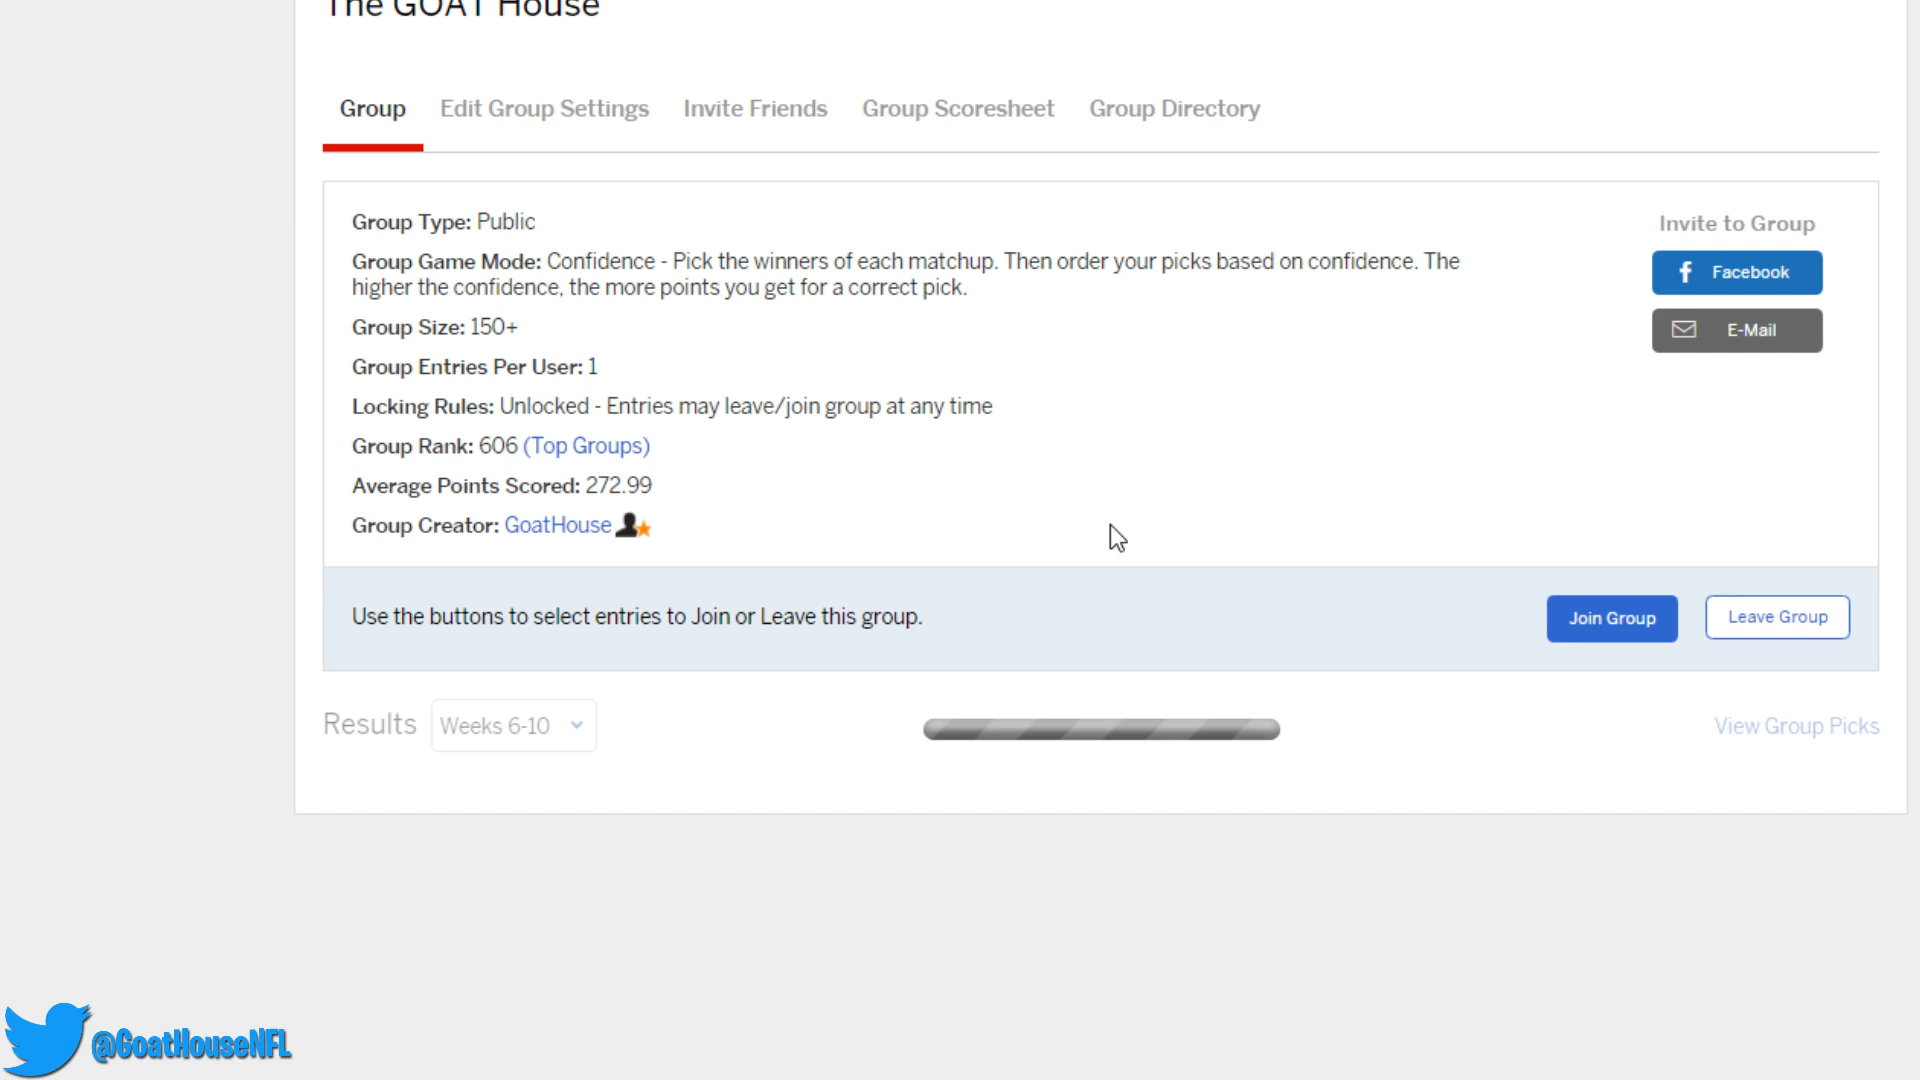 The GOAT House
Group Edit Group Settings Invite Friends Group Scoresheet Group Directory
Group Type: Public
Group Game Mode: Confidence - Pick the winners of each matchup. Then order your picks based on confidence. The
higher the confidence, the more points you get for a correct pick.
Group Size: 150+
Group Entries Per User: 1
Locking Rules: Unlocked - Entries may leave/join group at any time
Group Rank: 606 (Top Groups)
Average Points Scored: 272.99
Group Creator: GoatHouse
Invite to Group
Facebook
E-Mail
Use the buttons to select entries to Join or Leave this group.
Join Group
Leave Group
Results
Weeks 6-10
View Group Picks
@GoatHouseNFL